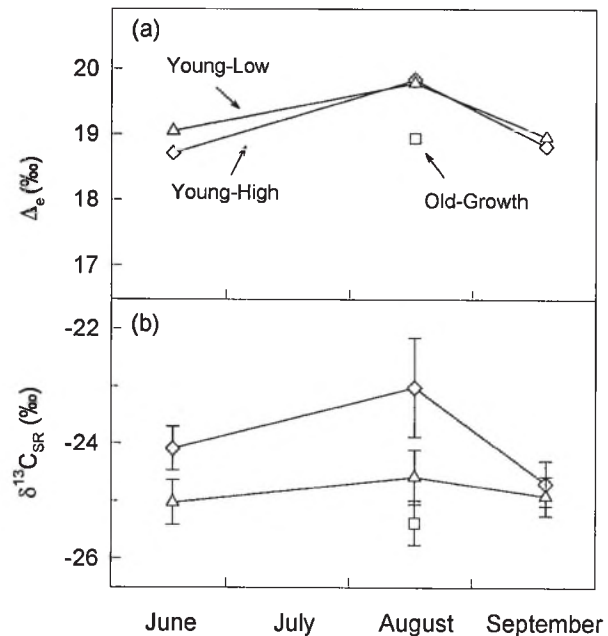 (a)
20
Young-Low
19
Δe (‰)
Young-High
Old-Growth
18
17
16
(b)
-22
δ13CSR (‰)
-24
-26
June July August September